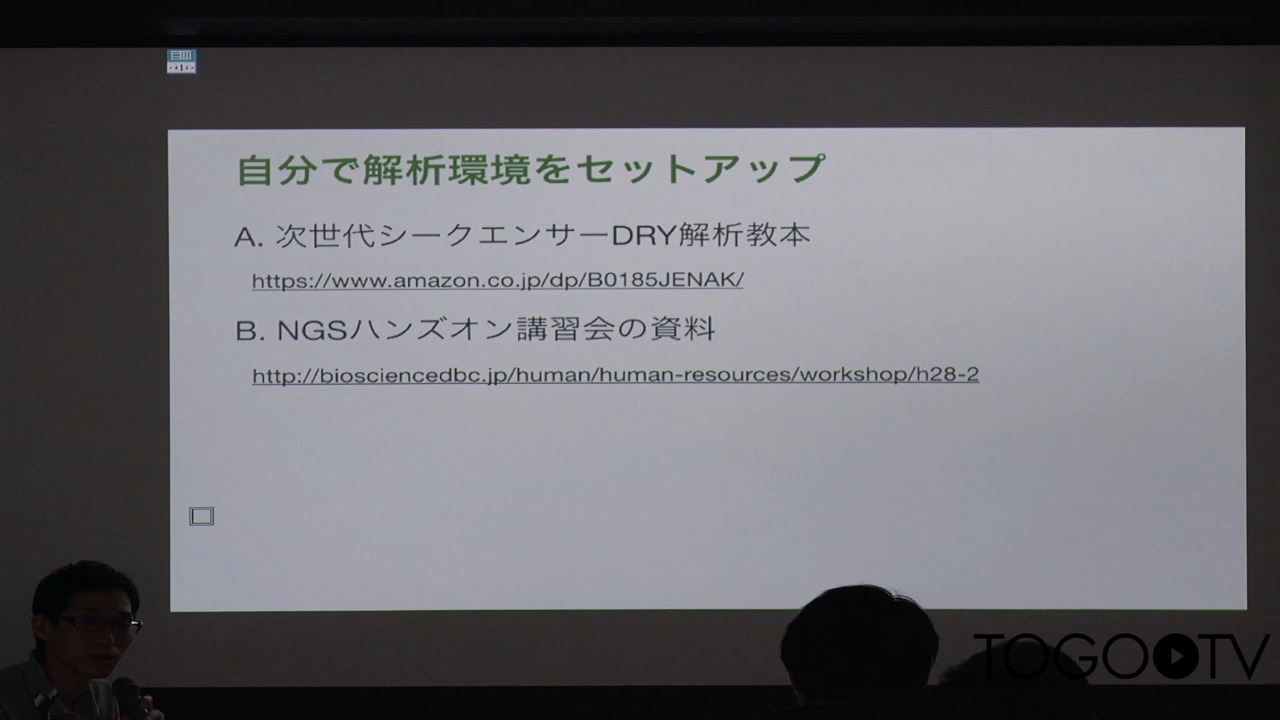 自分で解析環境をセットアップ
A. 次世代シークエンサーDRY解析教本
https://www.amazon.co.jp/dp/B0185JENAK/
B. NGSハンズオン講習会の資料
http://biosciencedbc.jp/human/human-resources/workshop/h28-2
TOGOTV